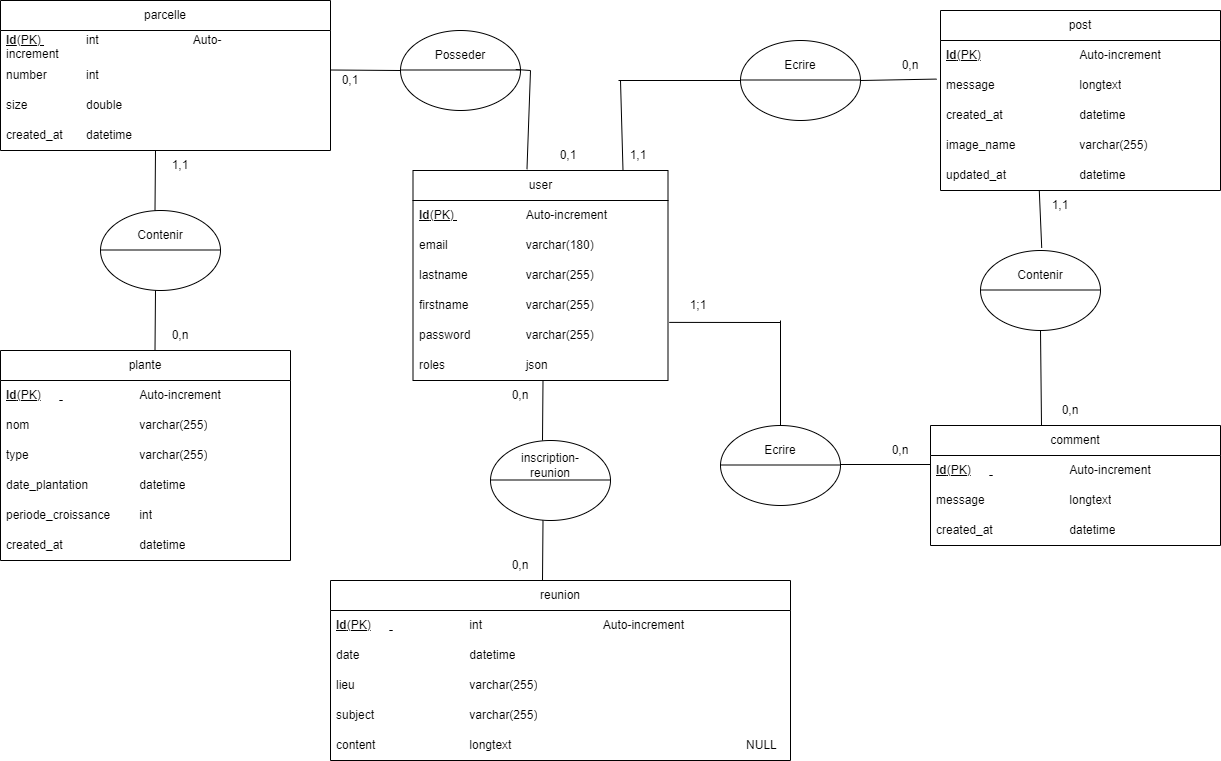 parcelle
Id(PK) int Auto-
increment
number int
size double
created_at datetime
0,1
Posseder
Ecrire
0,n
post
Id(PK) Auto-increment
message longtext
created_at datetime
image_name varchar(255)
updated_at datetime
1,1
0,1
1,1
1,1
Contenir
0,n
user
Id(PK) Auto-increment
email varchar(180)
lastname varchar(255)
firstname varchar(255)
password varchar(255)
roles json
Contenir
1;1
0,n
plante
Id(PK) _ Auto-increment
nom varchar(255)
type varchar(255)
date_plantation datetime
periode_croissance int
created_at datetime
0,n
inscription-
reunion
0,n
Ecrire
0,n
comment
Id(PK) _ Auto-increment
message longtext
created_at datetime
reunion
Id(PK) _ int Auto-increment
date datetime
lieu varchar(255)
subject varchar(255)
content longtext NULL